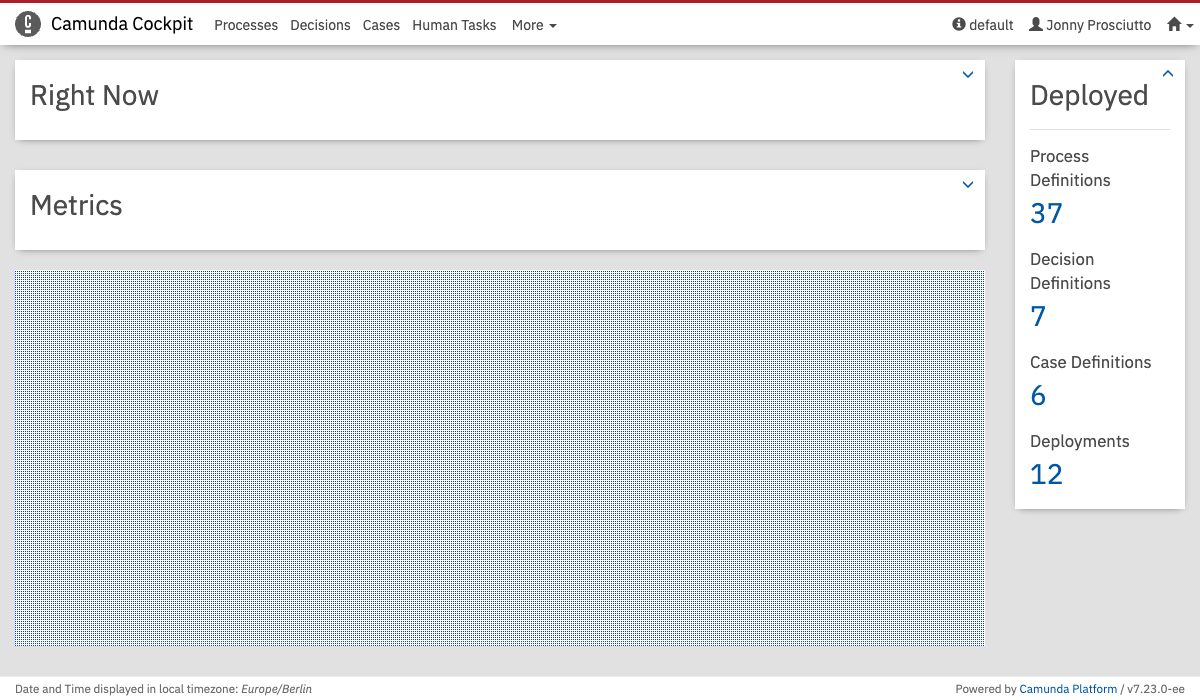 Camunda Cockpit Processes Decisions Cases Human Tasks More default Jonny Prosciutto
Right Now
Metrics
Deployed
Process
Definitions
37
Decision
Definitions
7
Case Definitions
6
Deployments
12
Date and Time displayed in local timezone: Europe/Berlin
Powered by Camunda Platform / v7.23.0-ee